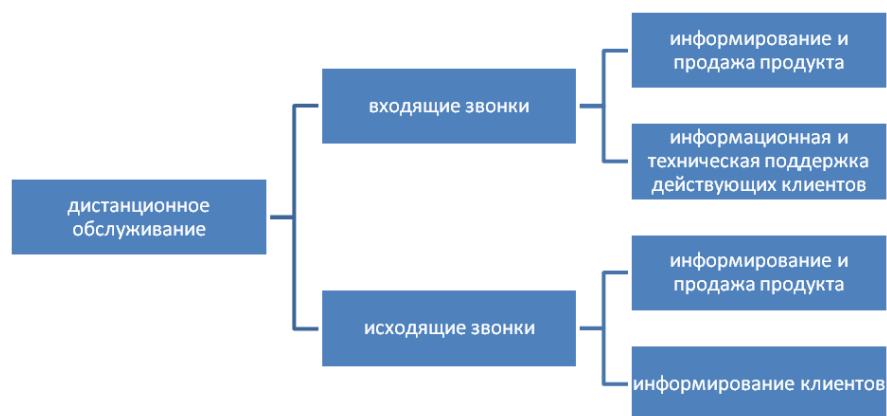 дистанционное
обслуживание
входящие звонки
информирование и
продажа продукта
информационная и
техническая поддержка
действующих клиентов
исходящие звонки
информирование и
продажа продукта
информирование клиентов